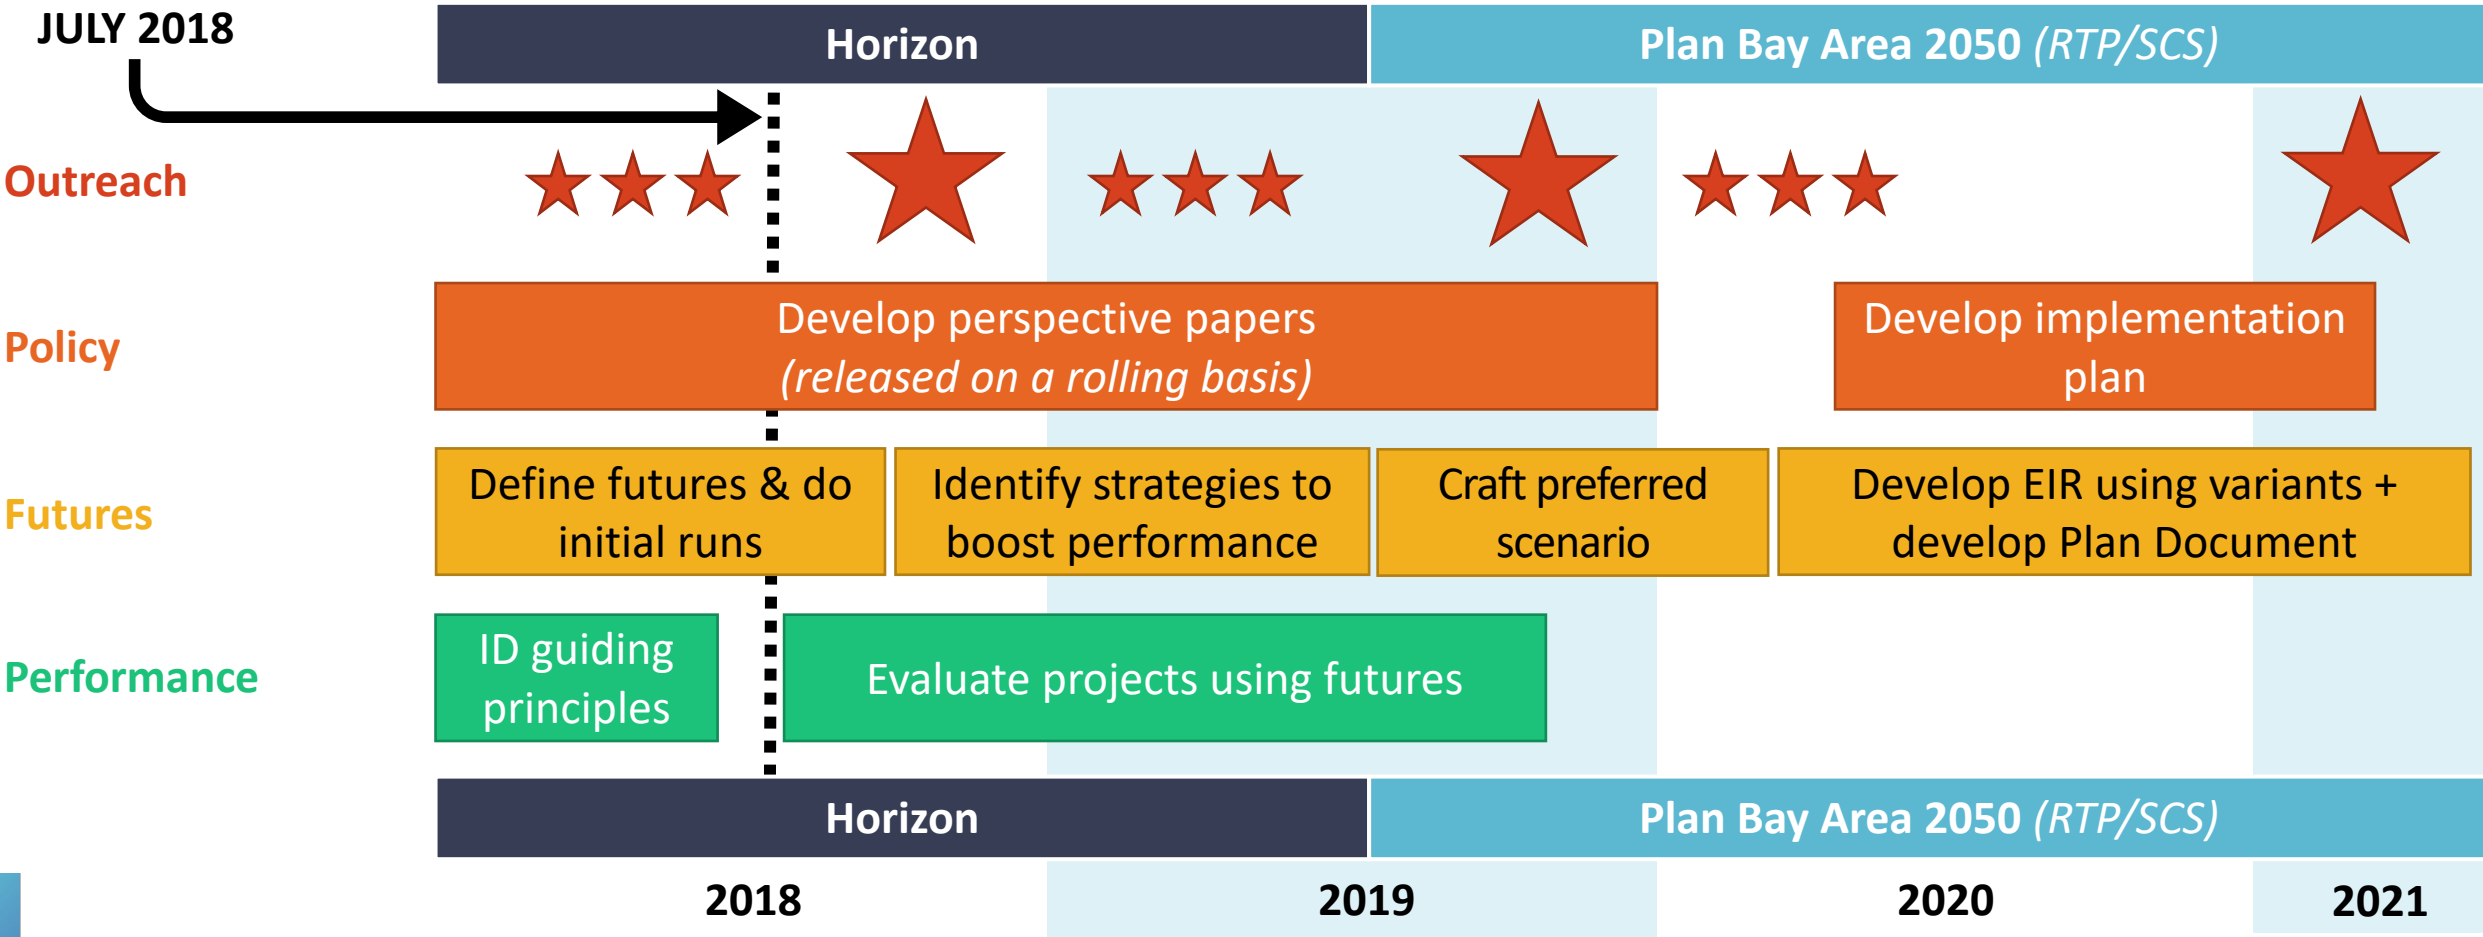 JULY 2018
Horizon
Plan Bay Area 2050 (RTP/SCS)
Outreach
Policy
Develop perspective papers
(released on a rolling basis)
Develop implementation
plan
Futures
Define futures & do
initial runs
Identify strategies to
boost performance
Craft preferred
scenario
Develop EIR using variants +
develop Plan Document
Performance
ID guiding
principles
Evaluate projects using futures
Horizon
Plan Bay Area 2050 (RTP/SCS)
2018
2019
2020
2021